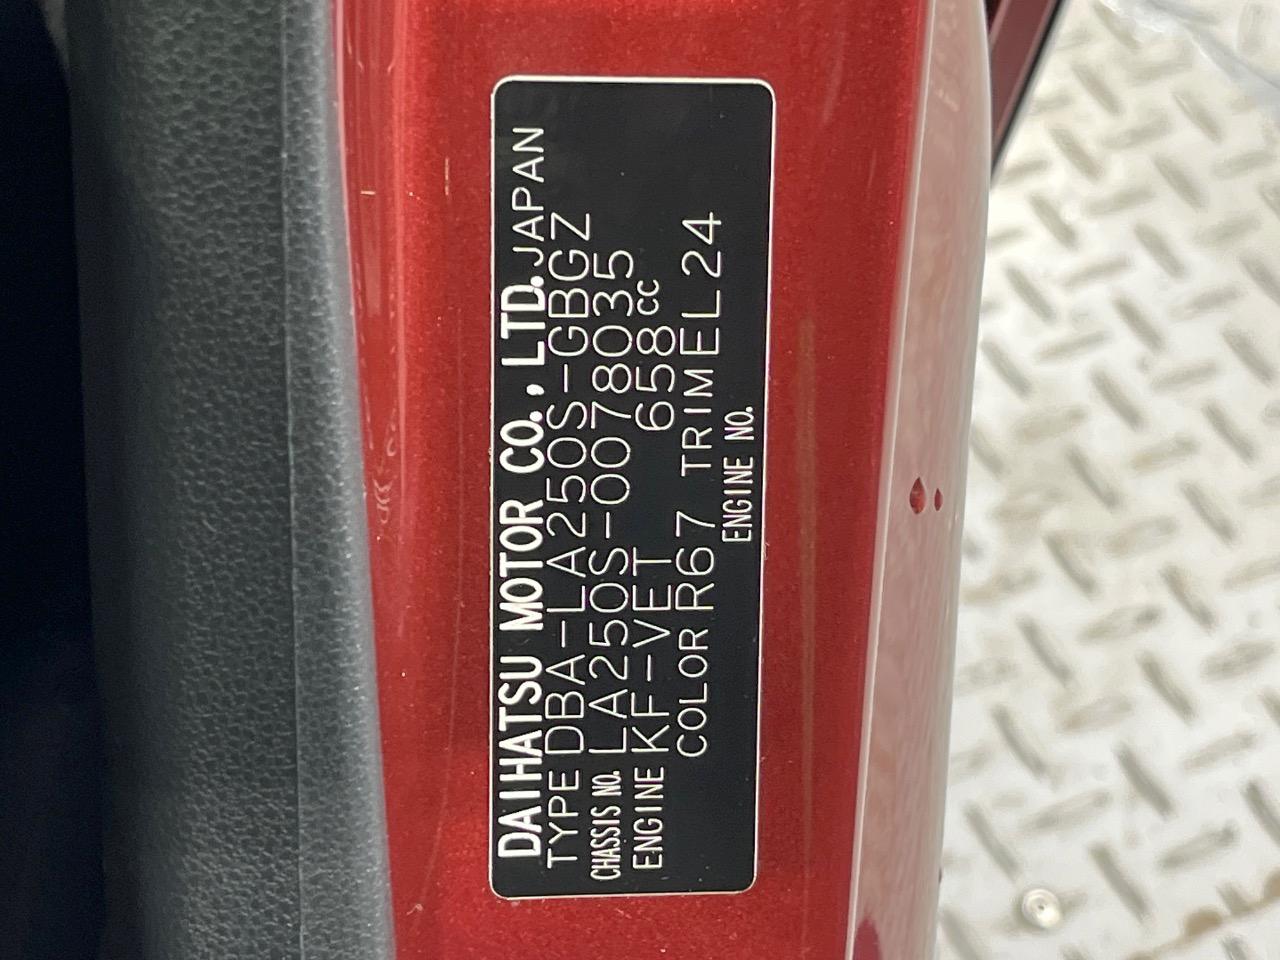 DAIHATSU MOTOR CO., LTD. JAPAN
TYPE DBA-LA250S-GBGZ
CHASSIS NO. LA250S-0078035
ENGINE KF-VET 658CC
COLOR R67 TRIM EL24
ENGINE NO.